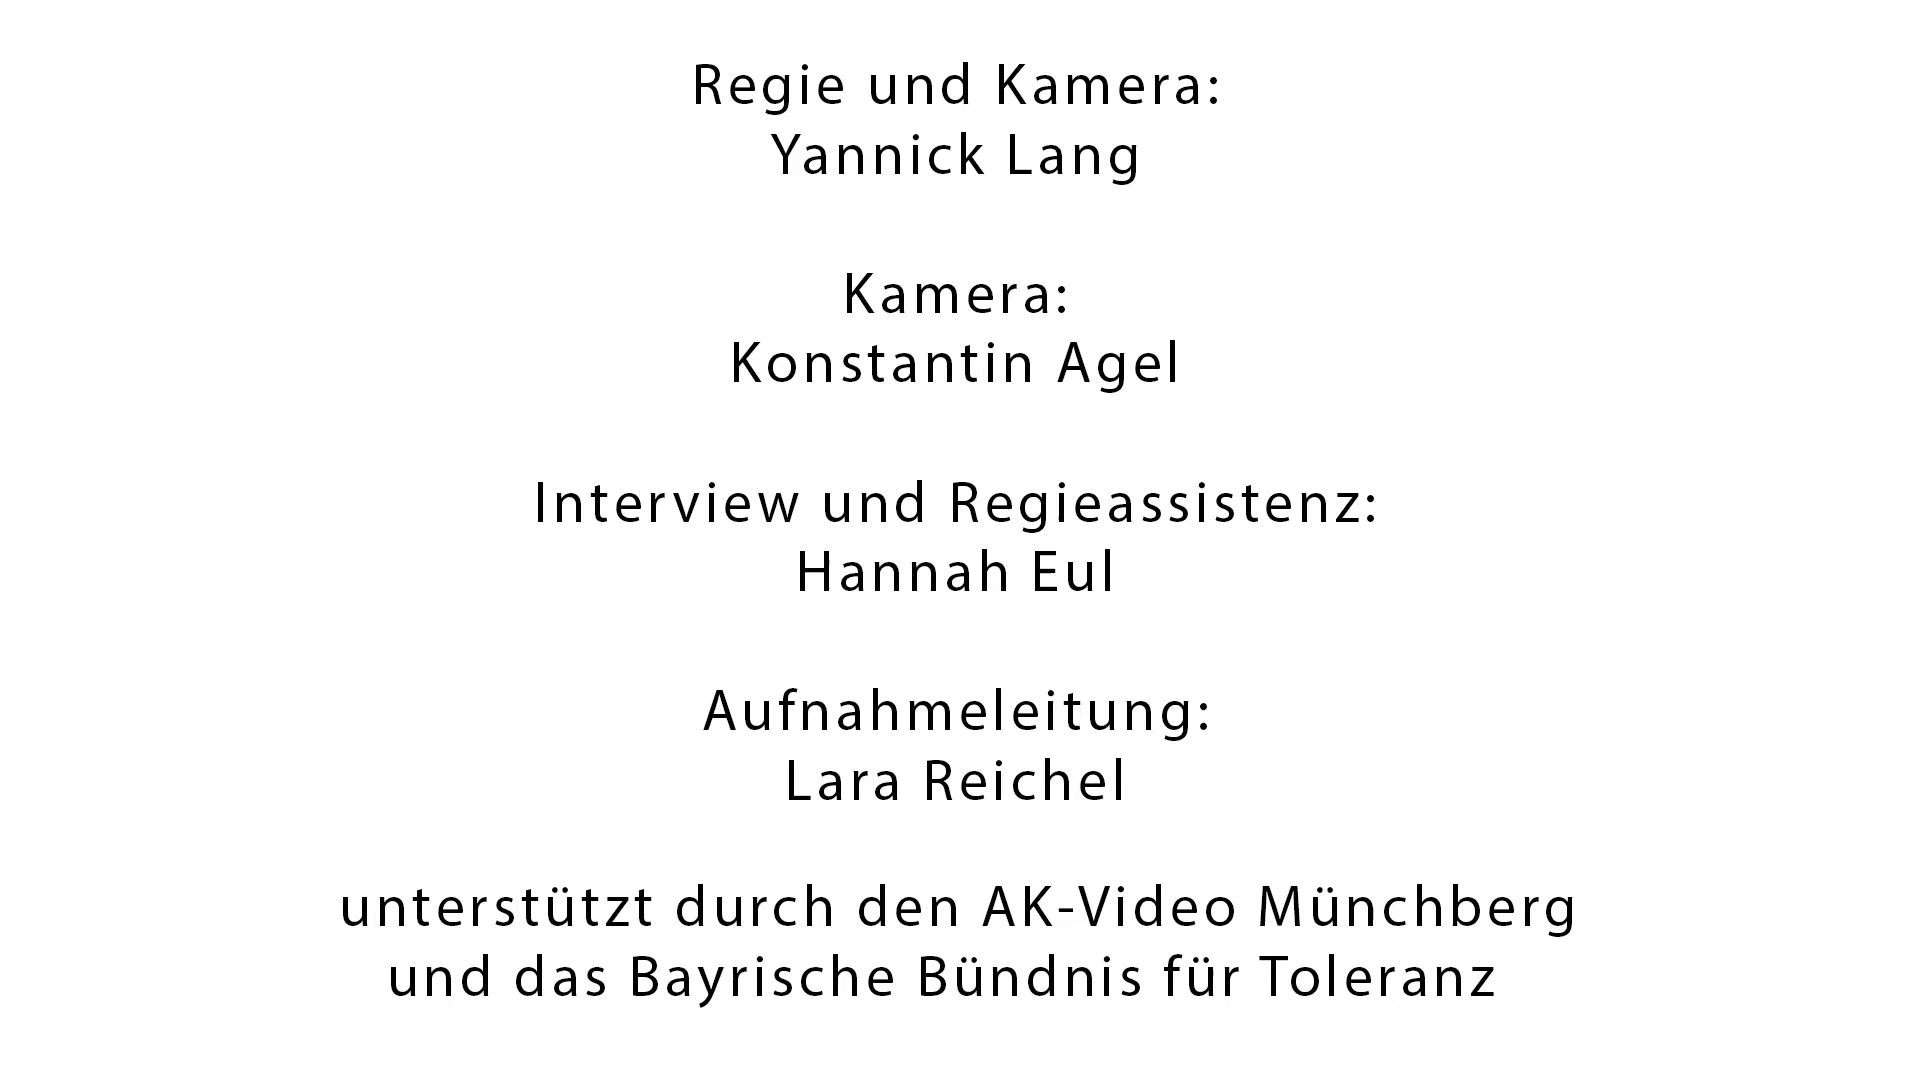 Regie und Kamera:
Yannick Lang
Kamera:
Konstantin Agel
Interview und Regieassistenz:
Hannah Eul
Aufnahmeleitung:
Lara Reichel
unterstützt durch den AK-Video Münchberg
und das Bayrische Bündnis für Toleranz